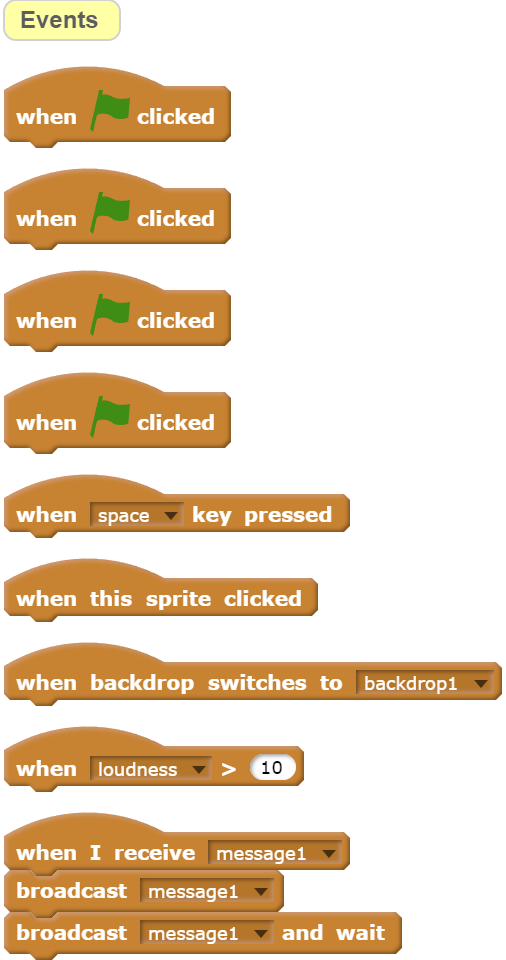 Events
when clicked
when clicked
when clicked
when clicked
when space key pressed
when this sprite clicked
when backdrop switches to backdrop1
when loudness > 10
when I receive message1
broadcast message1
broadcast message1 and wait